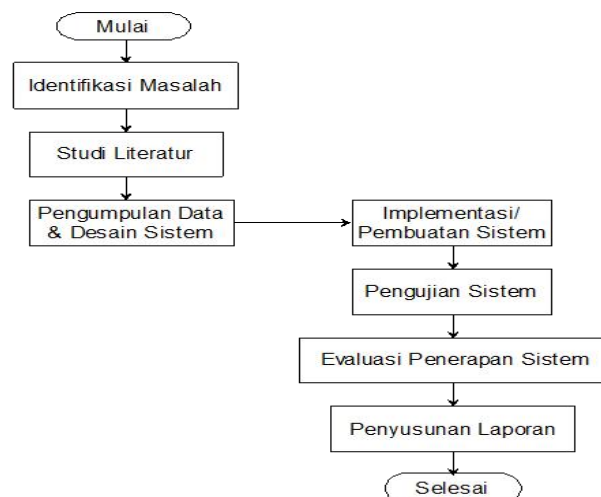 Mulai
Identifikasi Masalah
Studi Literatur
Pengumpulan Data
& Desain Sistem
Implementasi/
Pembuatan Sistem
Pengujian Sistem
Evaluasi Penerapan Sistem
Penyusunan Laporan
Selesai